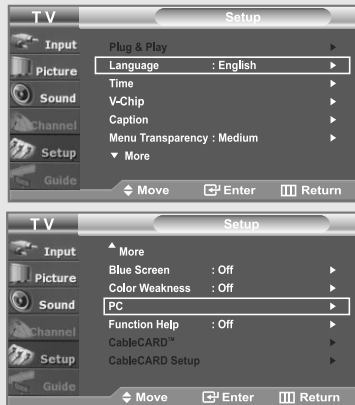 TV Setup
Input
Picture
Sound
Channel
Setup
Guide
Plug & Play
Language : English
Time
V-Chip
Caption
Menu Transparency : Medium
▼ More
Move Enter Return
TV Setup
Input
Picture
Sound
Channel
Setup
Guide
▲ More
Blue Screen : Off
Color Weakness : Off
PC
Function Help : Off
CableCARD™
CableCARD Setup
Move Enter Return